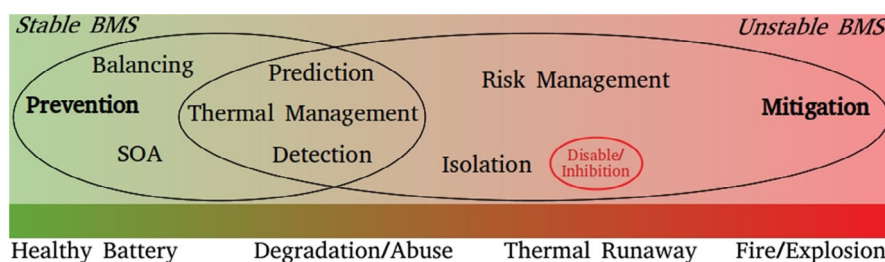 Stable BMS
Unstable BMS
Balancing
Prediction
Risk Management
Prevention
Thermal Management
Mitigation
SOA
Detection
Isolation
Disable/
Inhibition
Healthy Battery
Degradation/Abuse
Thermal Runaway
Fire/Explosion